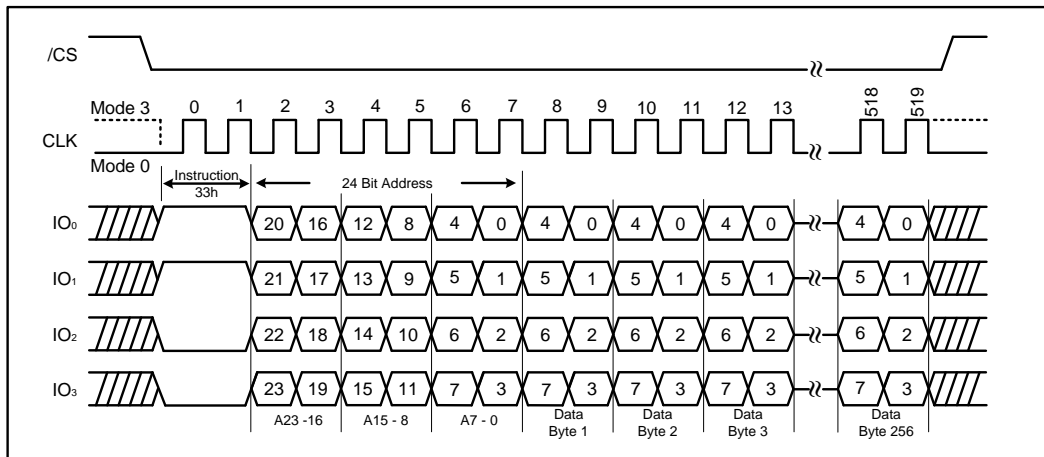 /CS
Mode 3 0 1 2 3 4 5 6 7 8 9 10 11 12 13 518 519
CLK
Mode 0
Instruction 33h 24 Bit Address
IO₀ 20 16 12 8 4 0 4 0 4 0 4 0 4 0
IO₁ 21 17 13 9 5 1 5 1 5 1 5 1 5 1
IO₂ 22 18 14 10 6 2 6 2 6 2 6 2 6 2
IO₃ 23 19 15 11 7 3 7 3 7 3 7 3 7 3
A23 -16 A15 - 8 A7 - 0 Data Byte 1 Data Byte 2 Data Byte 3 Data Byte 256